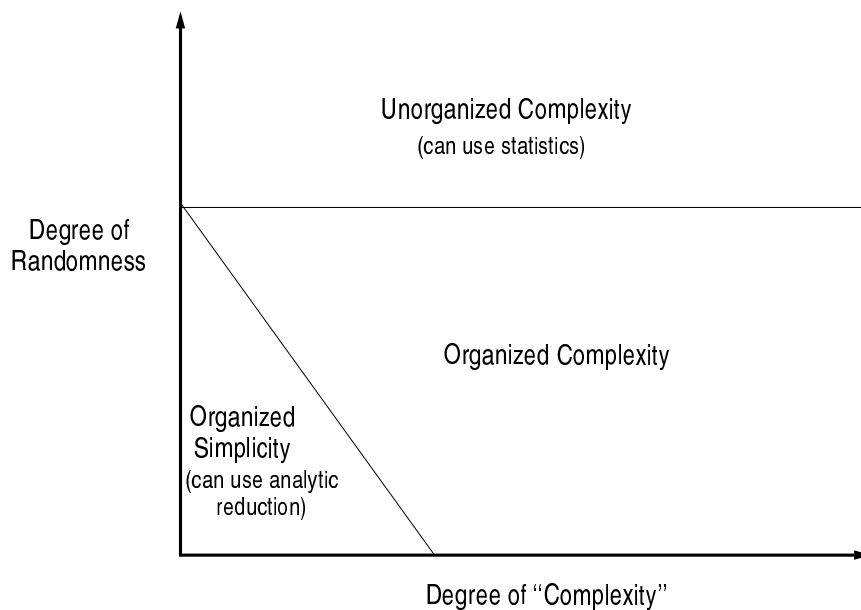 Unorganized Complexity
(can use statistics)
Degree of
Randomness
Organized Complexity
Organized
Simplicity
(can use analytic
reduction)
Degree of ‘‘Complexity’’